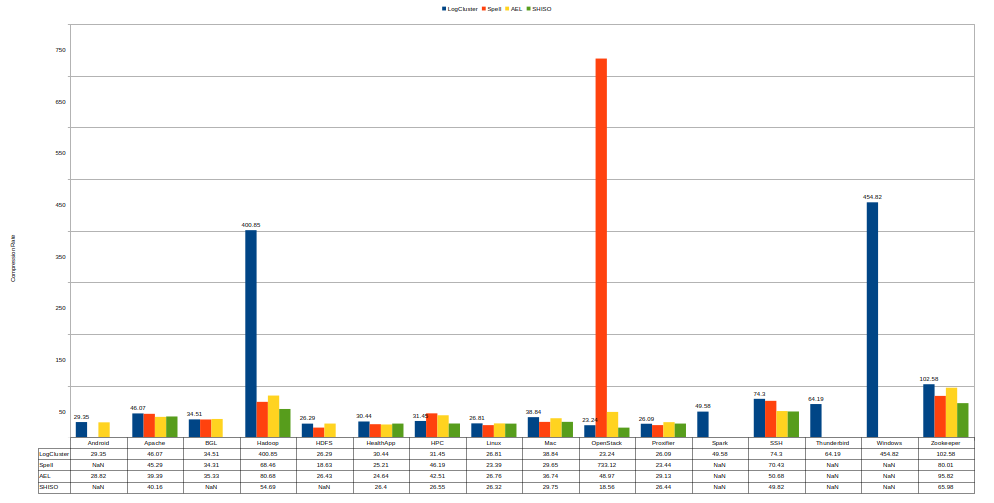 LogCluster Spell AEL SHISO
750
650
550
450
350
250
150
50
Compression Rate
29.35 46.07 34.51 400.85 26.29 30.44 31.45 26.81 38.84 23.24 26.09 49.58 74.3 64.19 454.82 102.58
Android Apache BGL Hadoop HDFS HealthApp HPC Linux Mac OpenStack Proxifier Spark SSH Thunderbird Windows Zookeeper
LogCluster 29.35 46.07 34.51 400.85 26.29 30.44 31.45 26.81 38.84 23.24 26.09 49.58 74.3 64.19 454.82 102.58
Spell NaN 45.29 34.31 68.46 18.63 25.21 46.19 23.39 29.65 733.12 23.44 NaN 70.43 NaN NaN 80.01
AEL 28.82 39.39 35.33 80.68 26.43 24.64 42.51 26.76 36.74 48.97 29.13 NaN 50.68 NaN NaN 95.82
SHISO NaN 40.16 NaN 54.69 NaN 26.4 26.55 26.32 29.75 18.56 26.44 NaN 49.82 NaN NaN 65.98